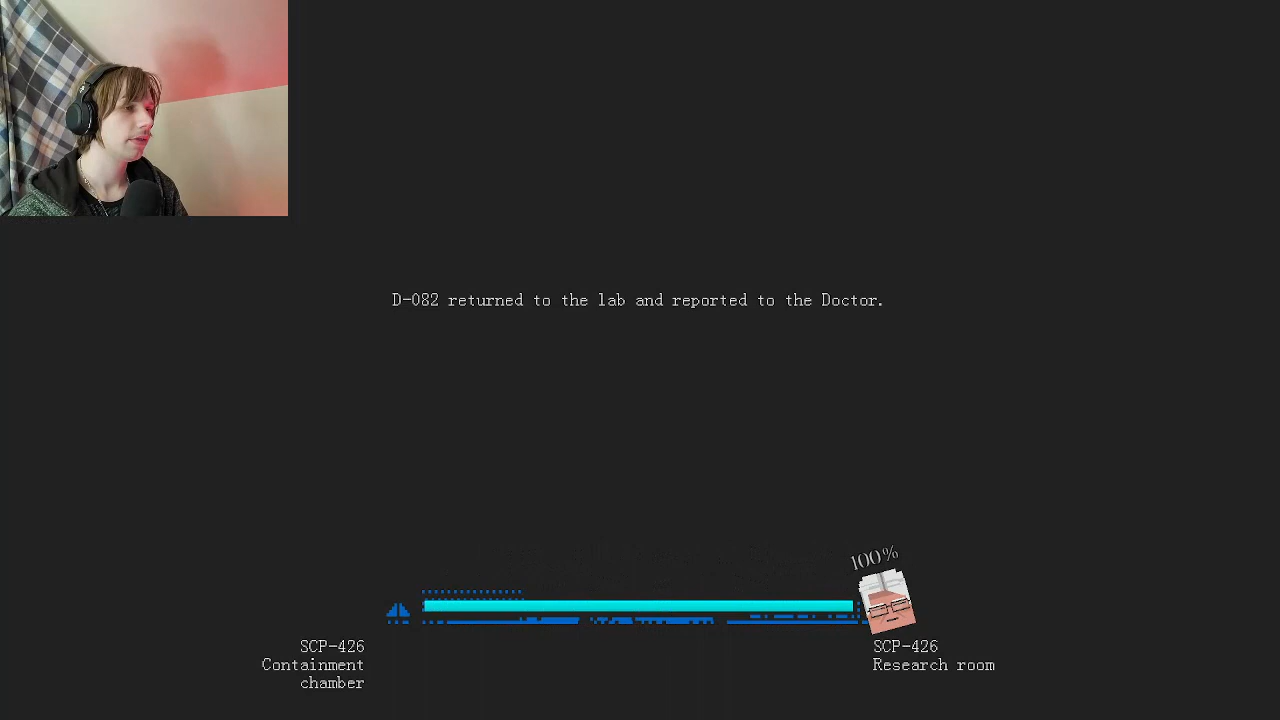 D-082 returned to the lab and reported to the Doctor.
100%
SCP-426
Containment
chamber
SCP-426
Research room